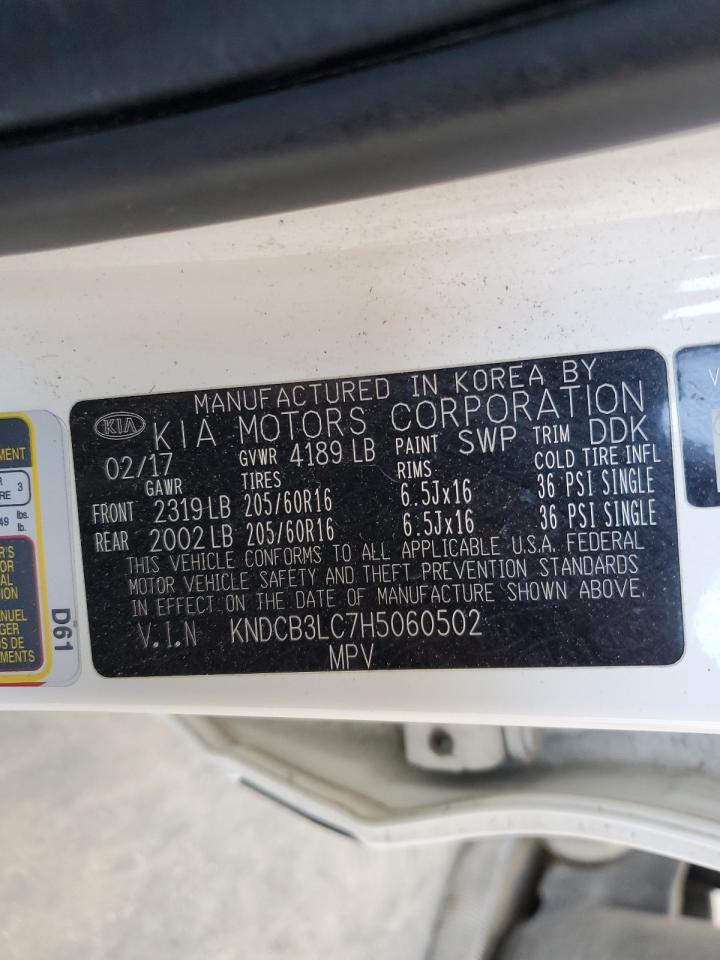 MANUFACTURED IN KOREA BY
KIA KIA MOTORS CORPORATION
02/17 GVWR 4189 LB PAINT SWP TRIM DDK
GAWR TIRES RIMS COLD TIRE INFL
FRONT 2319 LB 205/60R16 6.5Jx16 36 PSI SINGLE
REAR 2002 LB 205/60R16 6.5Jx16 36 PSI SINGLE
THIS VEHICLE CONFORMS TO ALL APPLICABLE U.S.A. FEDERAL
MOTOR VEHICLE SAFETY AND THEFT PREVENTION STANDARDS
IN EFFECT ON THE DATE OF MANUFACTURE SHOWN ABOVE.
V.I.N KNDCB3LC7H5060502
MPV
3
lbs.
lb.
D61